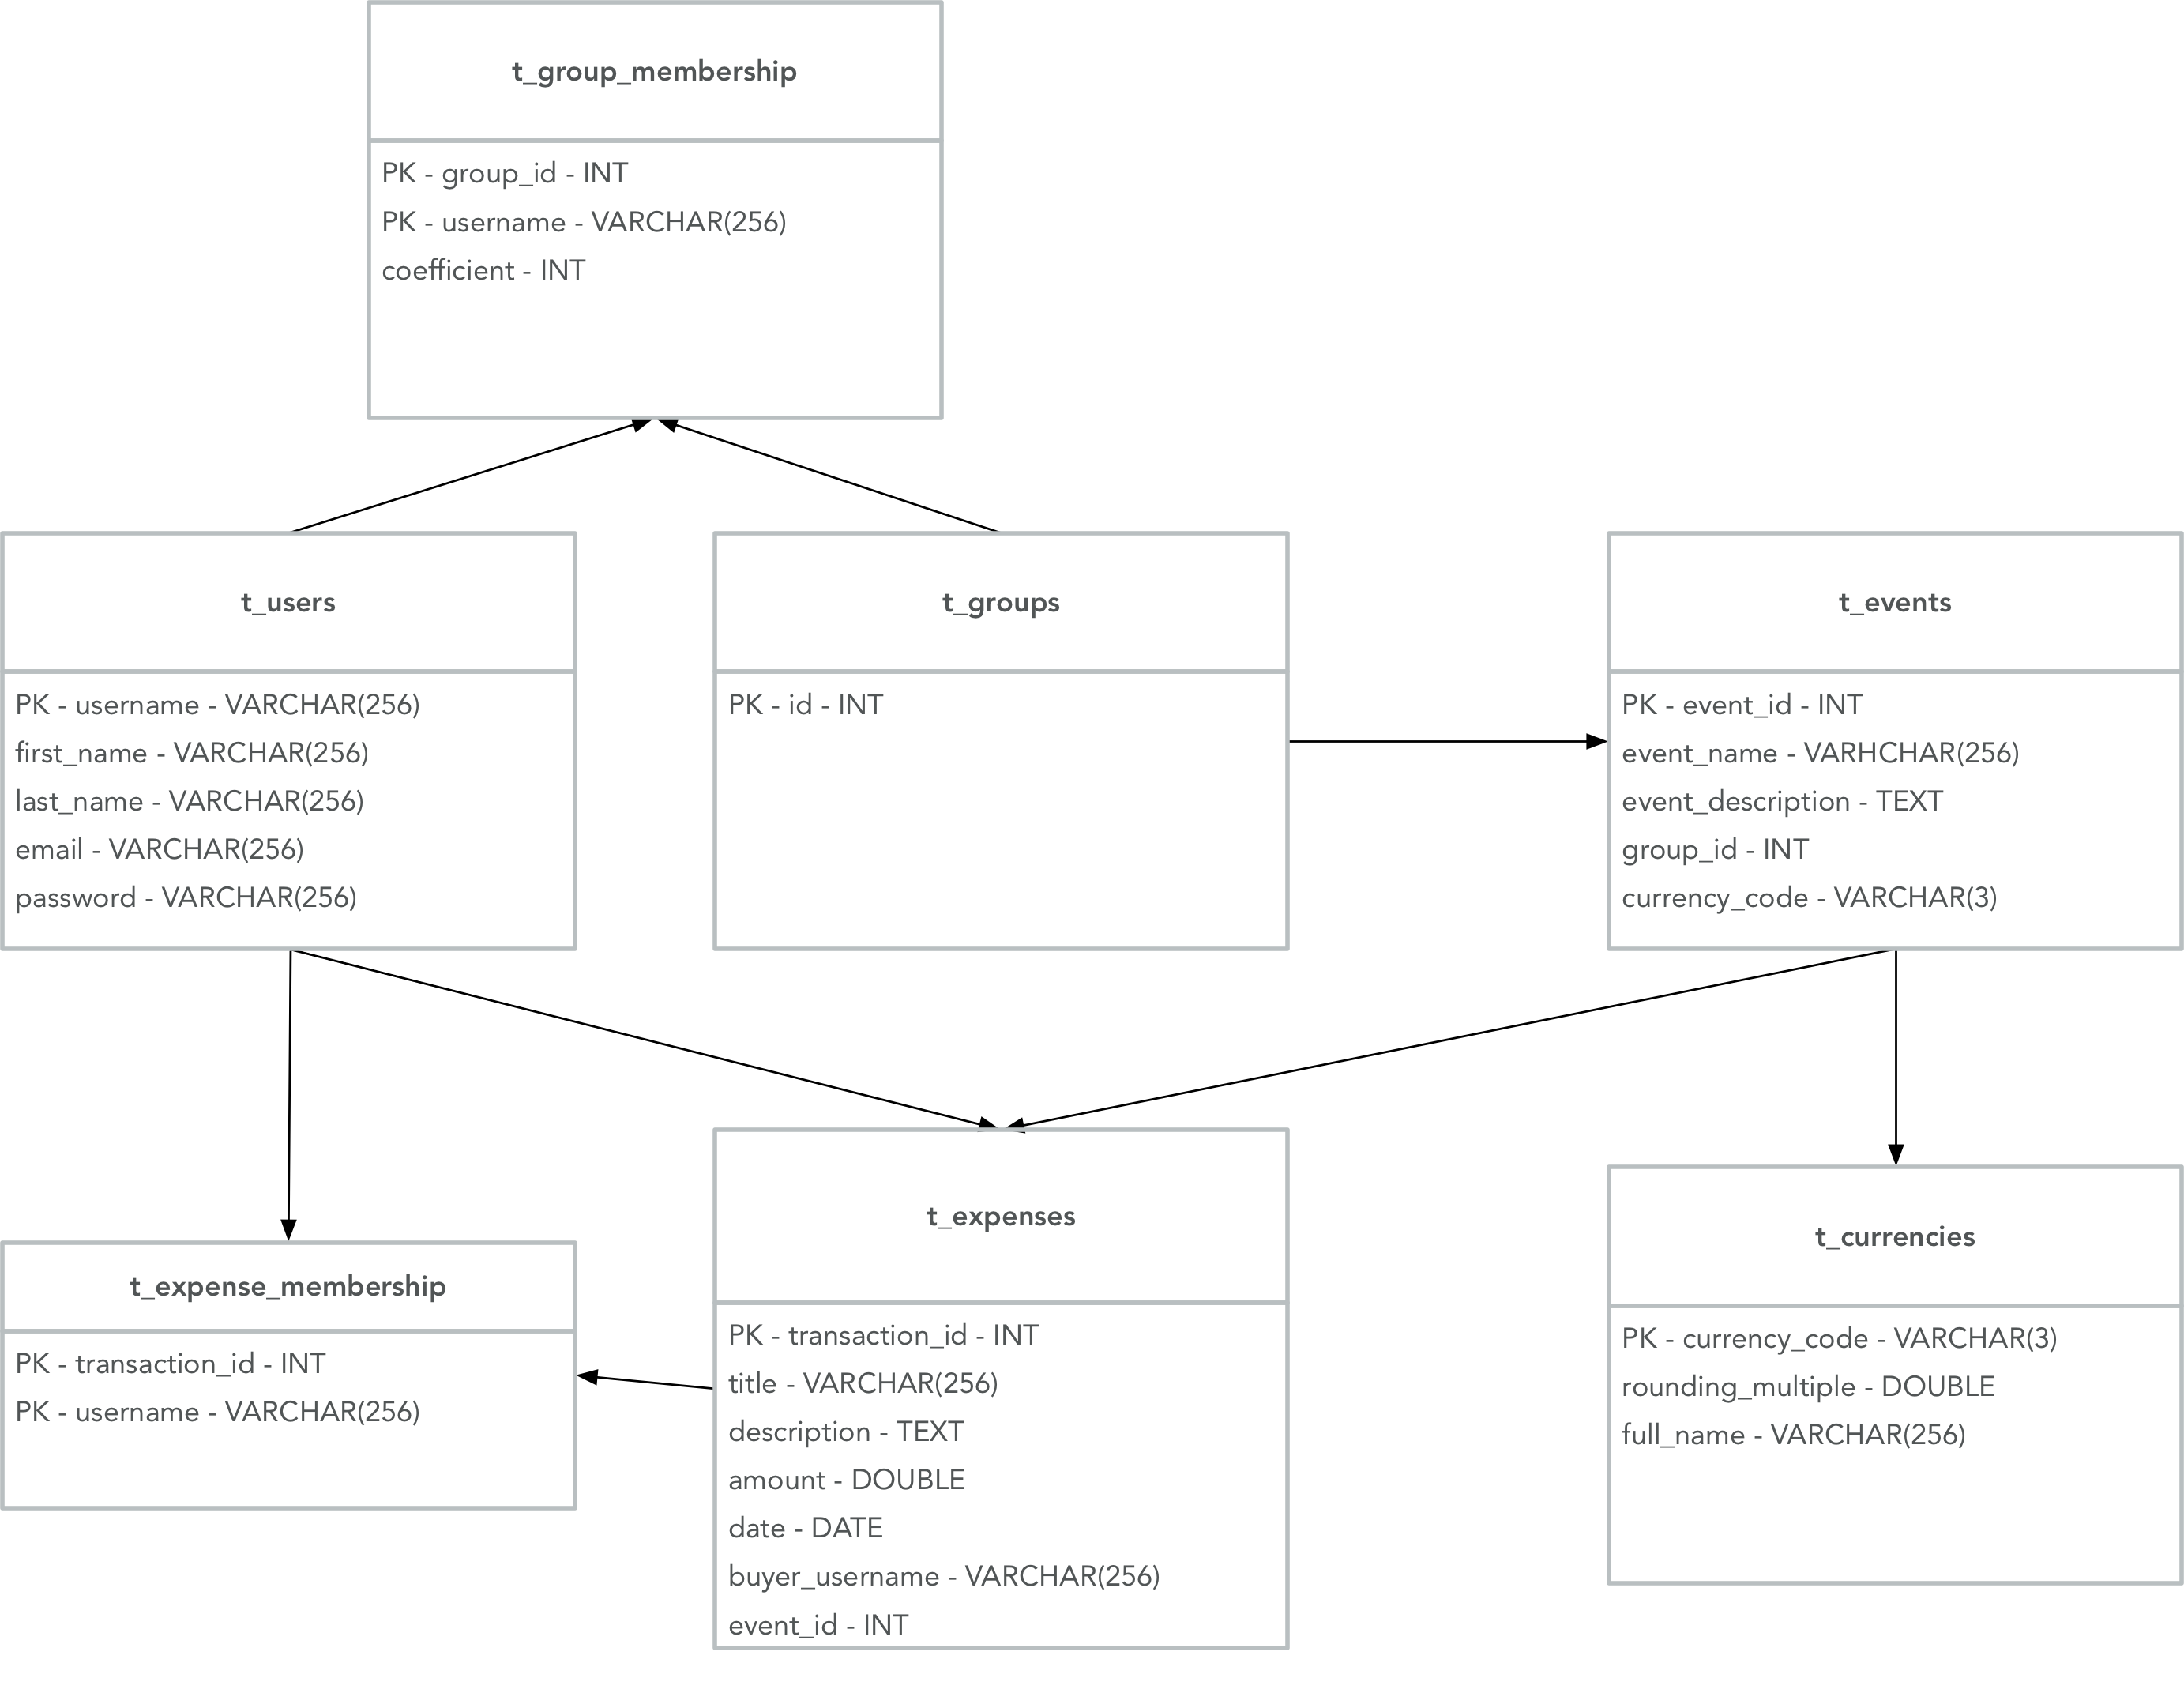 t_group_membership
PK - group_id - INT
PK - username - VARCHAR(256)
coefficient - INT
t_users
PK - username - VARCHAR(256)
first_name - VARCHAR(256)
last_name - VARCHAR(256)
email - VARCHAR(256)
password - VARCHAR(256)
t_groups
PK - id - INT
t_events
PK - event_id - INT
event_name - VARHCHAR(256)
event_description - TEXT
group_id - INT
currency_code - VARCHAR(3)
t_expense_membership
PK - transaction_id - INT
PK - username - VARCHAR(256)
t_expenses
PK - transaction_id - INT
title - VARCHAR(256)
description - TEXT
amount - DOUBLE
date - DATE
buyer_username - VARCHAR(256)
event_id - INT
t_currencies
PK - currency_code - VARCHAR(3)
rounding_multiple - DOUBLE
full_name - VARCHAR(256)